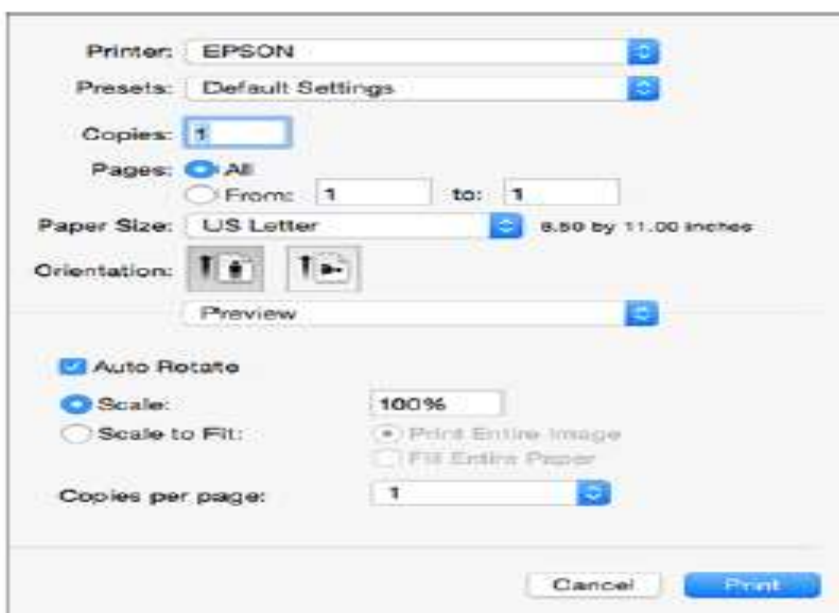 Printer: EPSON
Presets: Default Settings
Copies: 1
Pages: All
From: 1 to: 1
Paper Size: US Letter 8.50 by 11.00 inches
Orientation:
Preview
Auto Rotate
Scale: 100%
Scale to Fit: Print Entire Image
Fill Entire Paper
Copies per page: 1
Cancel Print